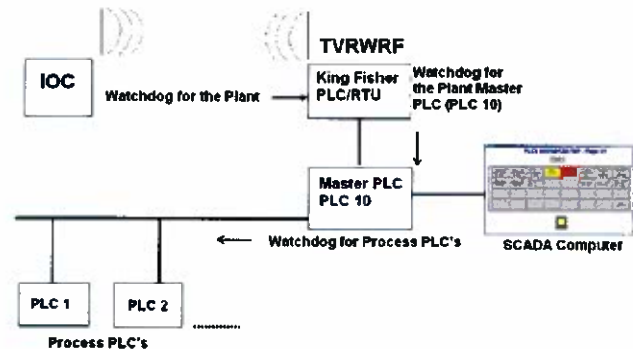 TVRWRF
IOC
King Fisher
PLC/RTU
Watchdog for
the Plant Master
PLC (PLC 10)
Watchdog for the Plant
Master PLC
PLC 10
Watchdog for Process PLC's
SCADA Computer
PLC 1
PLC 2
Process PLC's